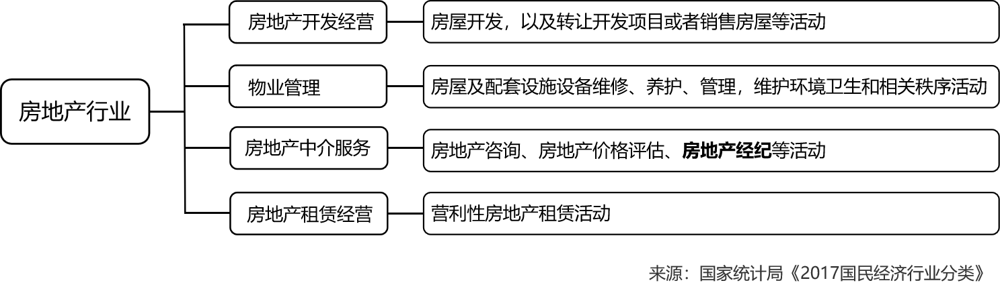 房地产行业
房地产开发经营
房屋开发，以及转让开发项目或者销售房屋等活动
物业管理
房屋及配套设施设备维修、养护、管理，维护环境卫生和相关秩序活动
房地产中介服务
房地产咨询、房地产价格评估、房地产经纪等活动
房地产租赁经营
营利性房地产租赁活动
来源：国家统计局《2017国民经济行业分类》